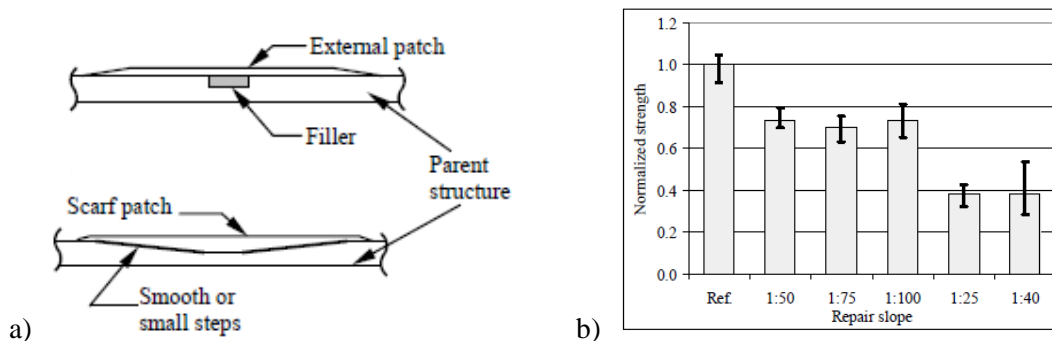 External patch
Filler
Parent
structure
Scarf patch
Smooth or
small steps
a)
1.2
1.0
0.8
0.6
0.4
0.2
0.0
Normalized strength
Ref. 1:50 1:75 1:100 1:25 1:40
Repair slope
b)